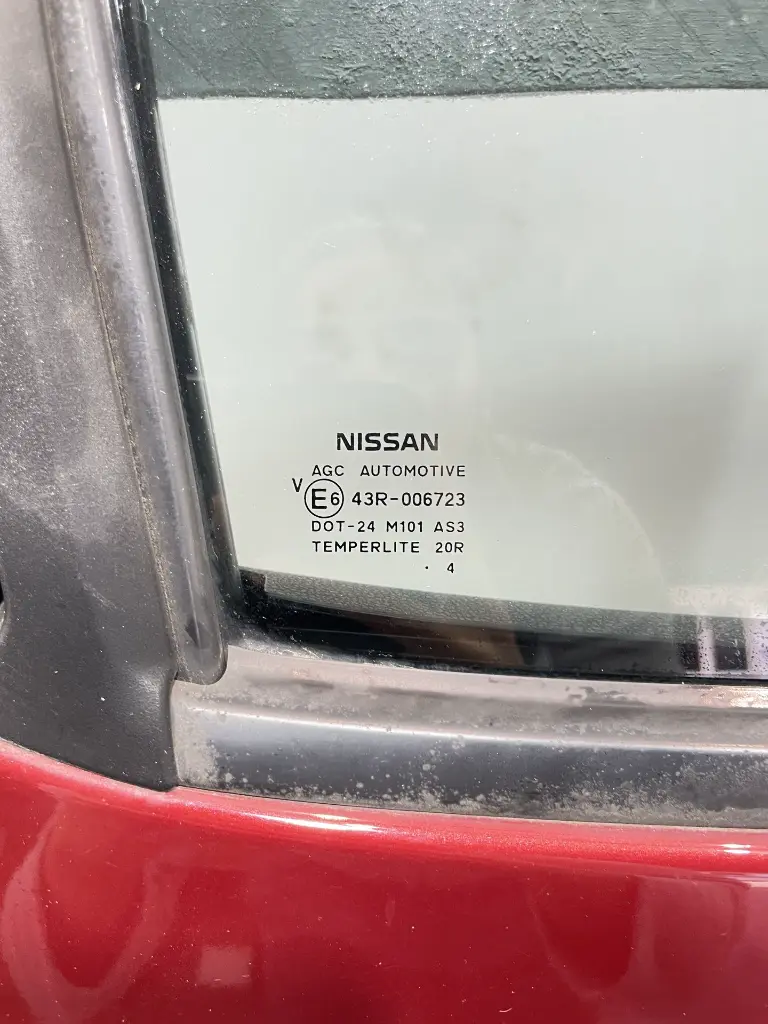 NISSAN
AGC AUTOMOTIVE
V E6 43R-006723
DOT-24 M101 AS3
TEMPERLITE 20R
. 4